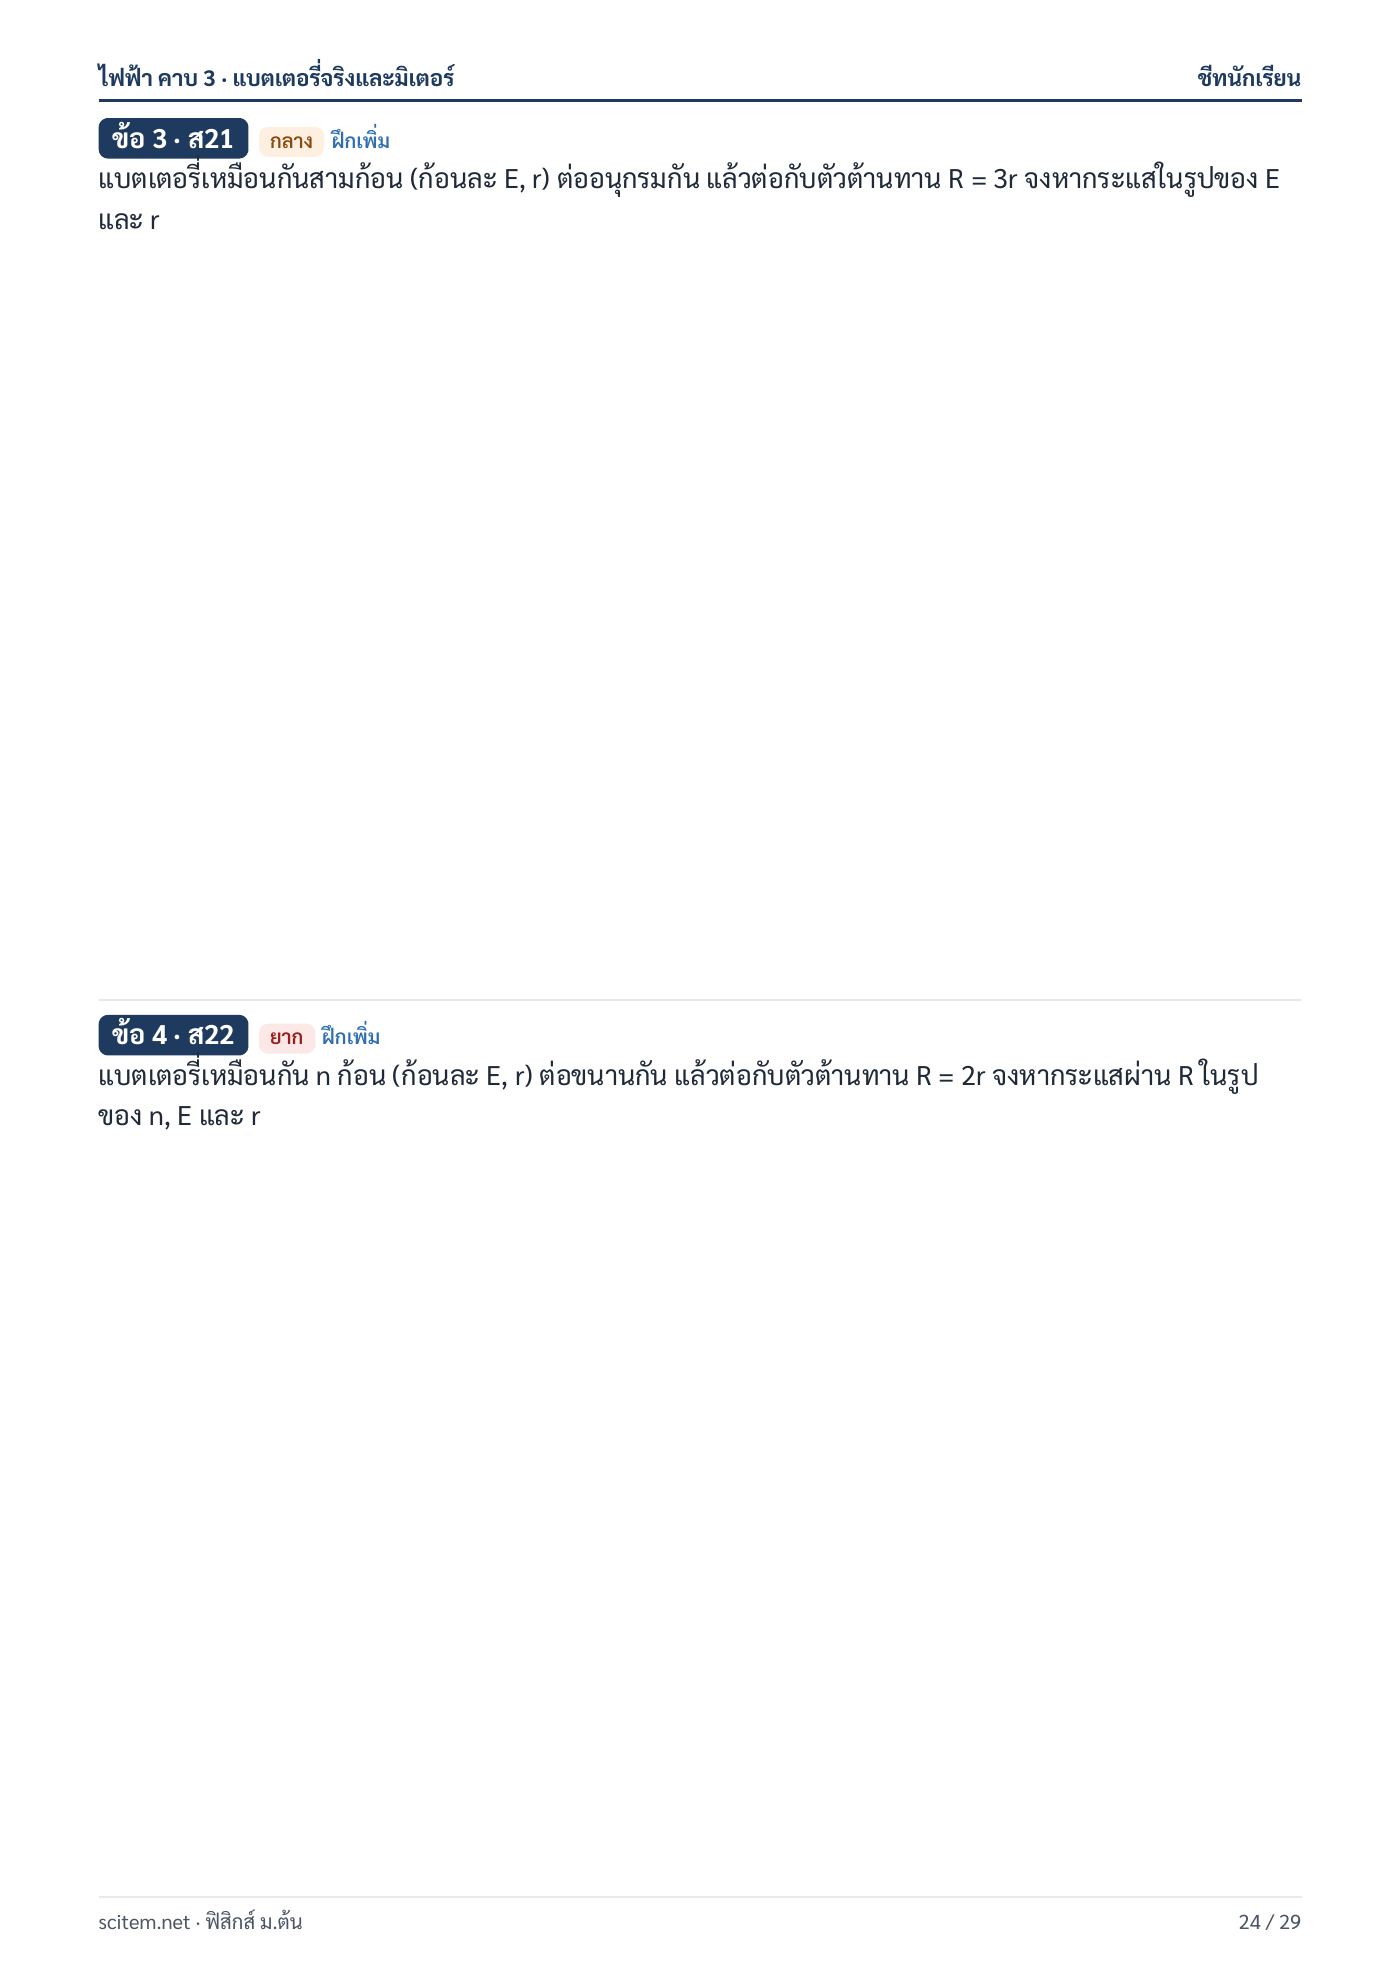 ไฟฟ้า คาบ 3 · แบตเตอรี่จริงและมิเตอร์
ชีทนักเรียน
ข้อ 3 · ส21 กลาง ฝึกเพิ่ม
แบตเตอรี่เหมือนกันสามก้อน (ก้อนละ E, r) ต่ออนุกรมกัน แล้วต่อกับตัวต้านทาน R = 3r จงหากระแสในรูปของ E
และ r
ข้อ 4 · ส22 ยาก ฝึกเพิ่ม
แบตเตอรี่เหมือนกัน n ก้อน (ก้อนละ E, r) ต่อขนานกัน แล้วต่อกับตัวต้านทาน R = 2r จงหากระแสผ่าน R ในรูป
ของ n, E และ r
scitem.net · ฟิสิกส์ ม.ต้น
24 / 29